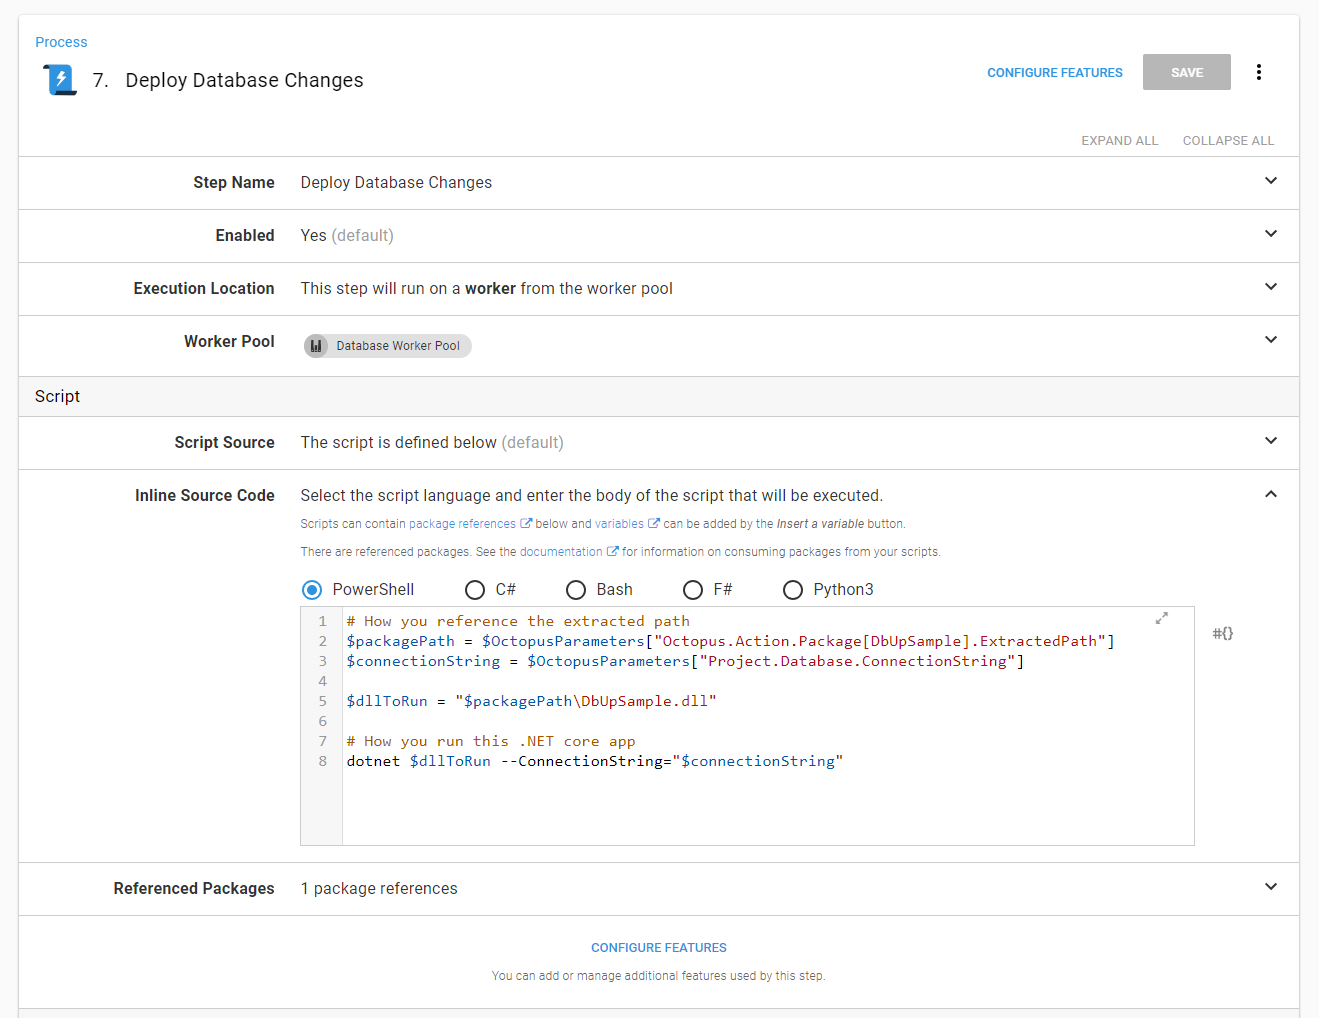 Process
7. Deploy Database Changes
CONFIGURE FEATURES
SAVE
EXPAND ALL COLLAPSE ALL
Step Name Deploy Database Changes
Enabled Yes (default)
Execution Location This step will run on a worker from the worker pool
Worker Pool Database Worker Pool
Script
Script Source The script is defined below (default)
Inline Source Code Select the script language and enter the body of the script that will be executed.
Scripts can contain package references below and variables can be added by the Insert a variable button.
There are referenced packages. See the documentation for information on consuming packages from your scripts.
PowerShell C# Bash F# Python3
1 # How you reference the extracted path
2 $packagePath = $OctopusParameters["Octopus.Action.Package[DbUpSample].ExtractedPath"]
3 $connectionString = $OctopusParameters["Project.Database.ConnectionString"]
4
5 $dllToRun = "$packagePath\DbUpSample.dll"
6
7 # How you run this .NET core app
8 dotnet $dllToRun --ConnectionString="$connectionString"
#{}
Referenced Packages 1 package references
CONFIGURE FEATURES
You can add or manage additional features used by this step.